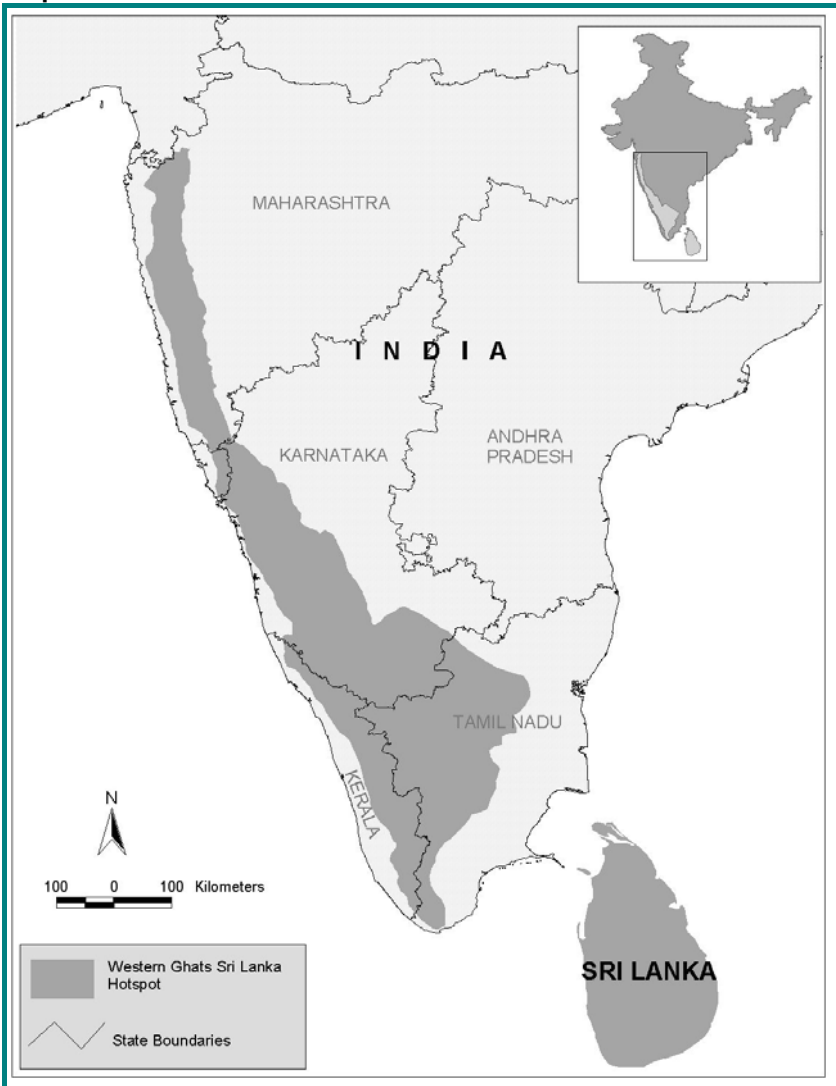 MAHARASHTRA
I N D I A
KARNATAKA
ANDHRA
PRADESH
TAMIL NADU
KERALA
N
100 0 100 Kilometers
SRI LANKA
Western Ghats Sri Lanka
Hotspot
State Boundaries